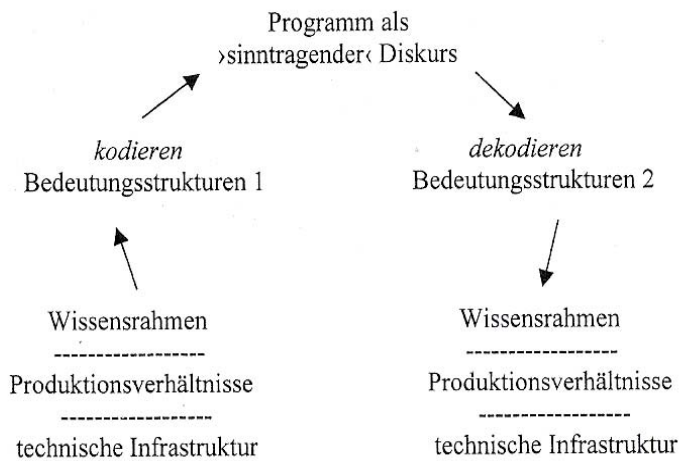 Programm als
›sinntragender‹ Diskurs
kodieren
Bedeutungsstrukturen 1
dekodieren
Bedeutungsstrukturen 2
Wissensrahmen
Produktionsverhältnisse
technische Infrastruktur
Wissensrahmen
Produktionsverhältnisse
technische Infrastruktur